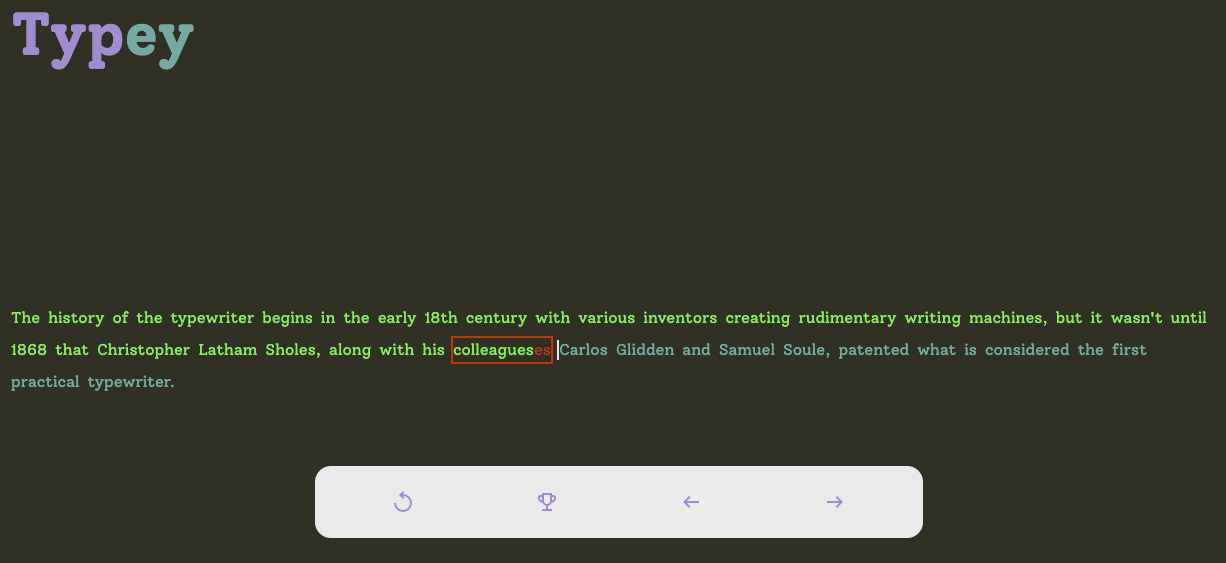 Typey
The history of the typewriter begins in the early 18th century with various inventors creating rudimentary writing machines, but it wasn't until
1868 that Christopher Latham Sholes, along with his colleagueses Carlos Glidden and Samuel Soule, patented what is considered the first
practical typewriter.